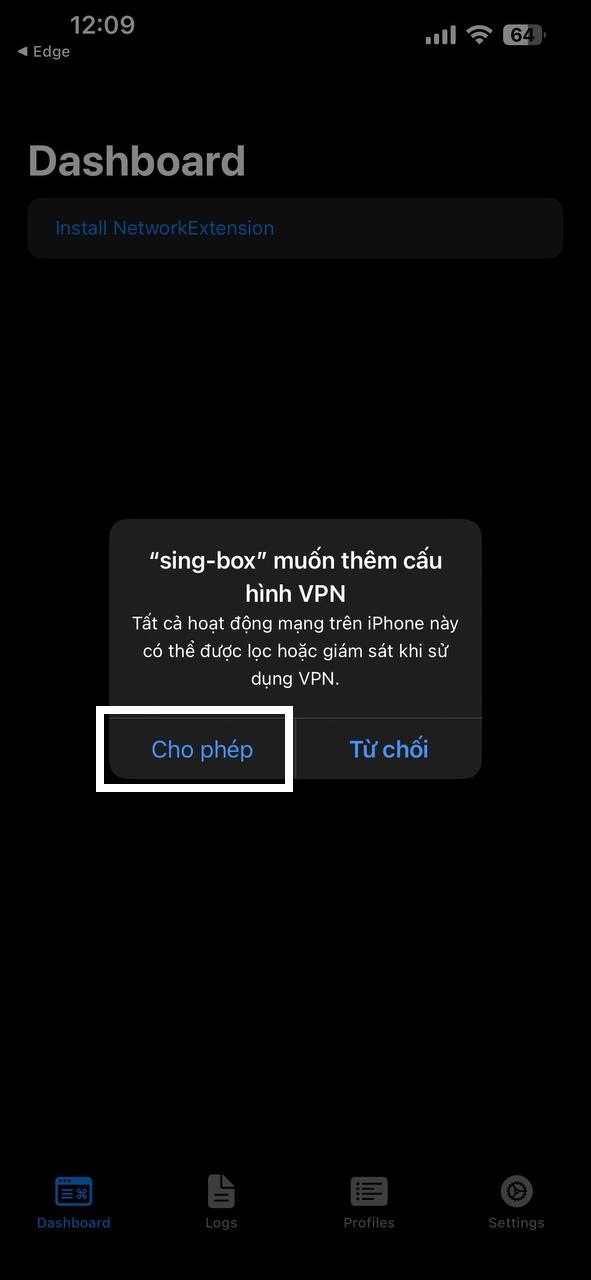 12:09
64
◀ Edge
Dashboard
Install NetworkExtension
“sing-box” muốn thêm cấu
hình VPN
Tất cả hoạt động mạng trên iPhone này
có thể được lọc hoặc giám sát khi sử
dụng VPN.
Cho phép
Từ chối
Dashboard
Logs
Profiles
Settings